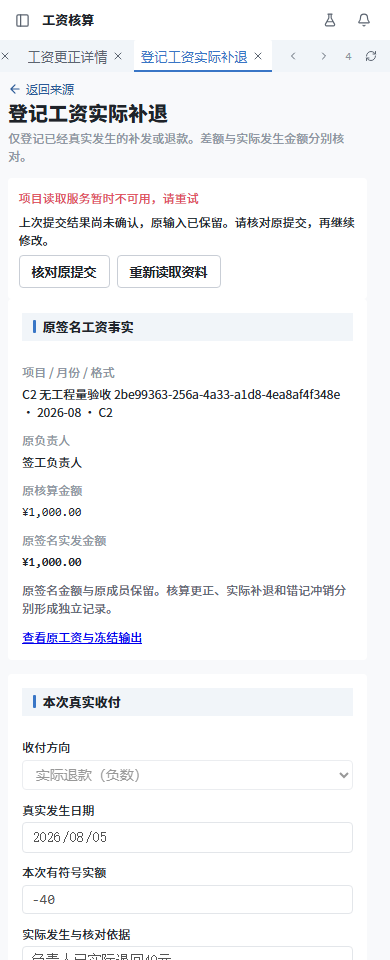 工资核算
工资更正详情
登记工资实际补退
4
返回来源
登记工资实际补退
仅登记已经真实发生的补发或退款。差额与实际发生金额分别核
对。
项目读取服务暂时不可用，请重试
上次提交结果尚未确认，原输入已保留。请核对原提交，再继续
修改。
核对原提交
重新读取资料
原签名工资事实
项目 / 月份 / 格式
C2 无工程量验收 2be99363-256a-4a33-a1d8-4ea8af4f348e
· 2026-08 · C2
原负责人
签工负责人
原核算金额
¥1,000.00
原签名实发金额
¥1,000.00
原签名金额与原成员保留。核算更正、实际补退和错记冲销分
别形成独立记录。
查看原工资与冻结输出
本次真实收付
收付方向
实际退款（负数）
真实发生日期
2026/08/05
本次有符号实额
-40
实际发生与核对依据
负责人已实际退回40元